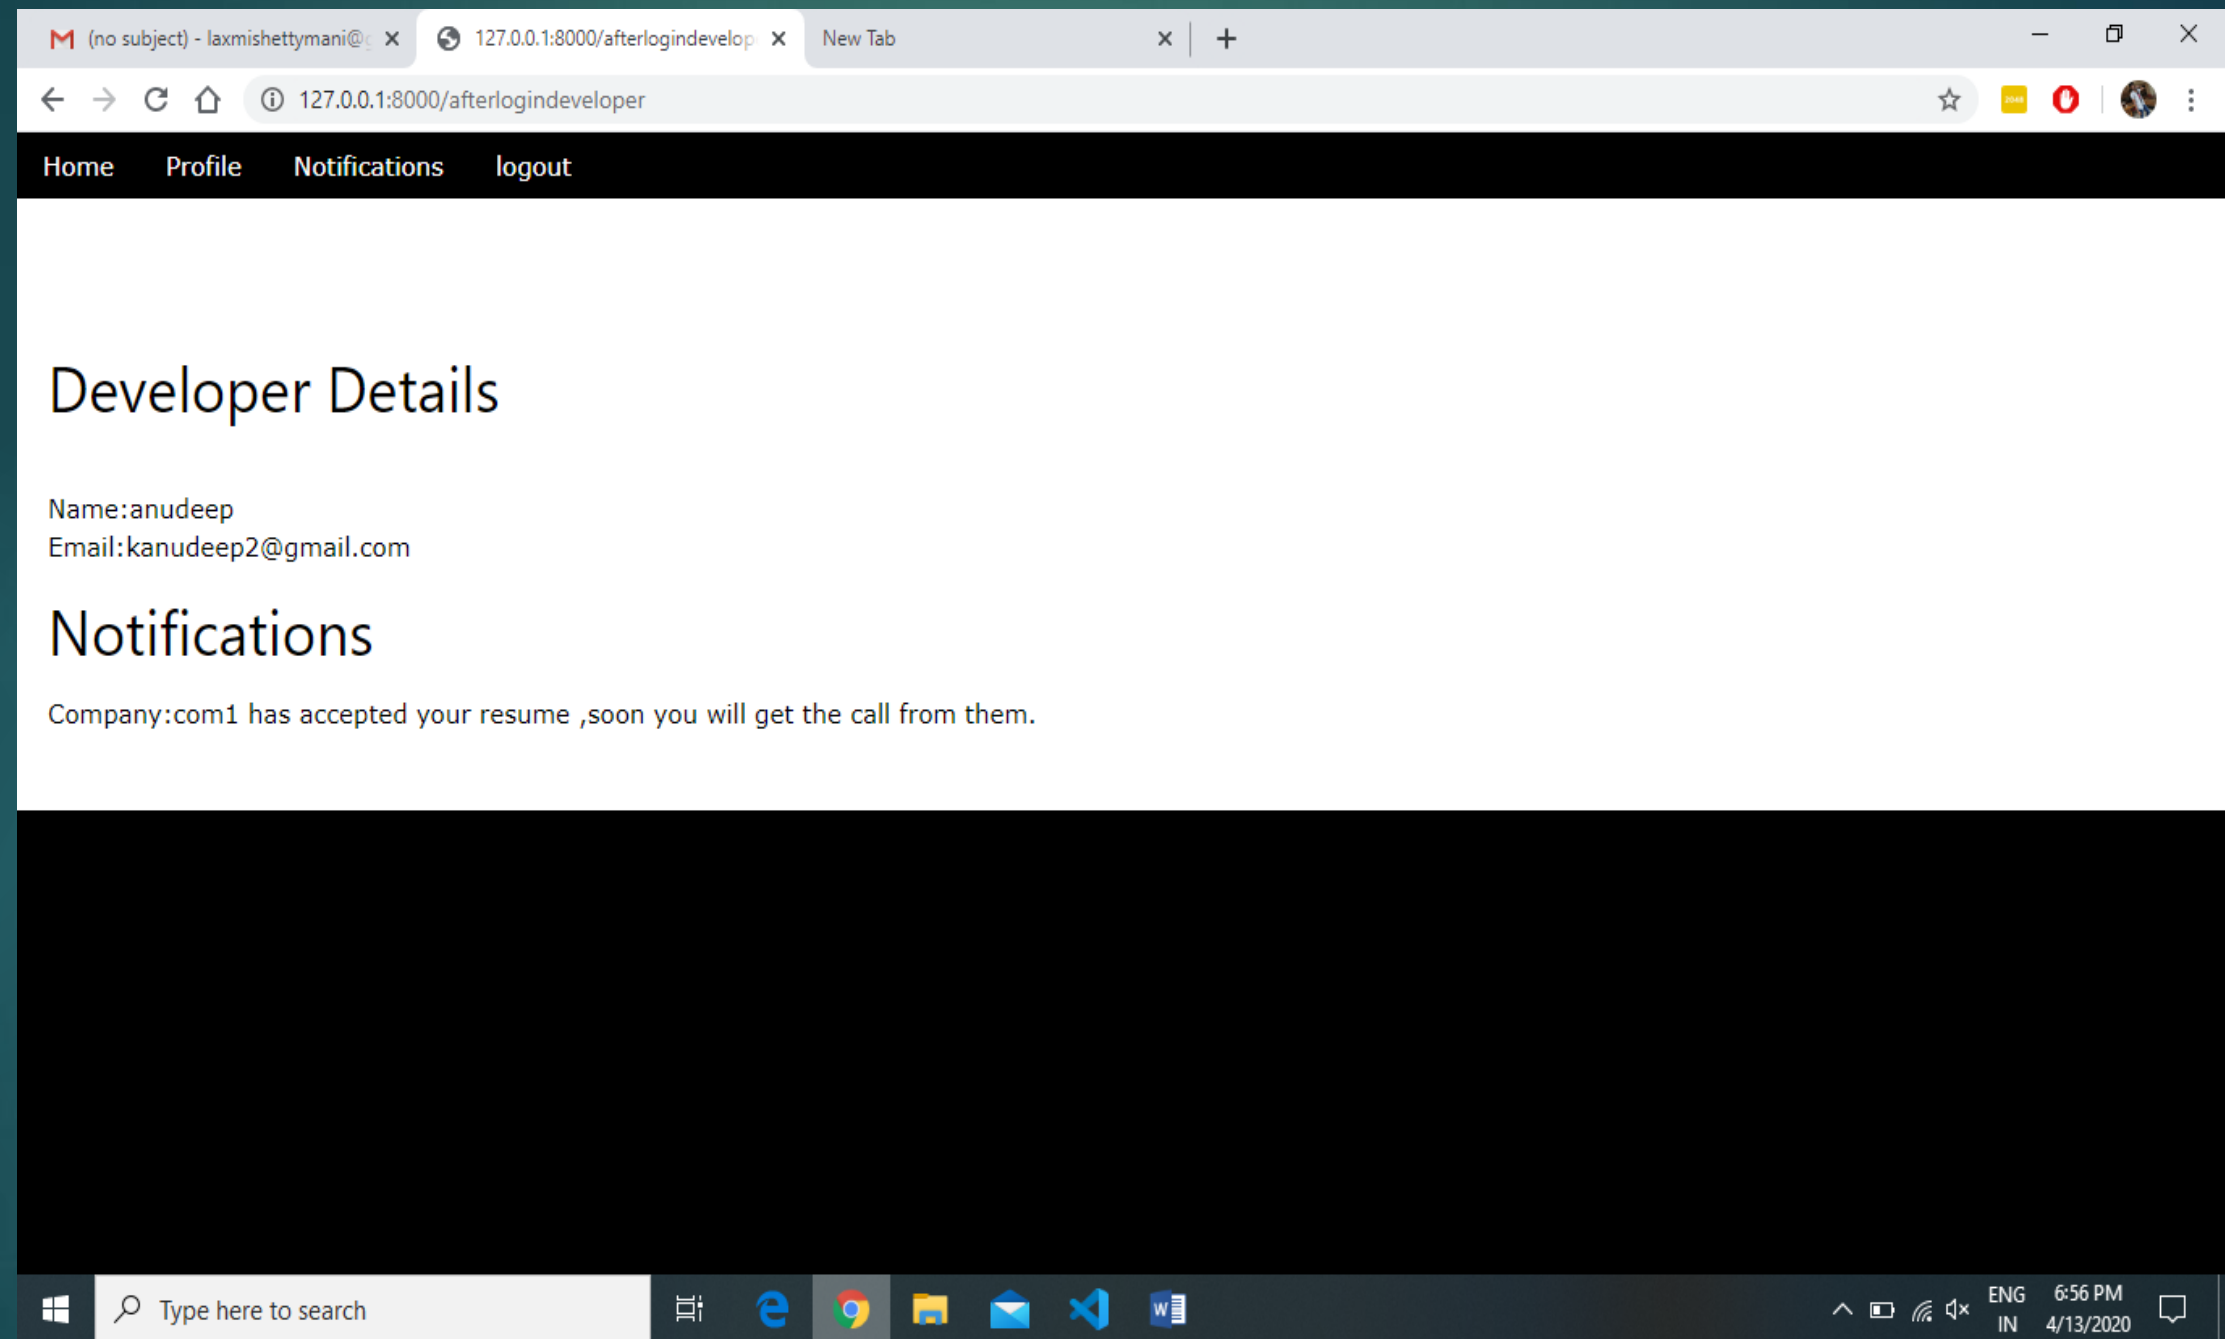 (no subject) - laxmishettymani@
127.0.0.1:8000/afterlogindevelop
New Tab
127.0.0.1:8000/afterlogindeveloper
Home Profile Notifications logout
Developer Details
Name:anudeep
Email:kanudeep2@gmail.com
Notifications
Company:com1 has accepted your resume ,soon you will get the call from them.
Type here to search
ENG 6:56 PM
IN 4/13/2020